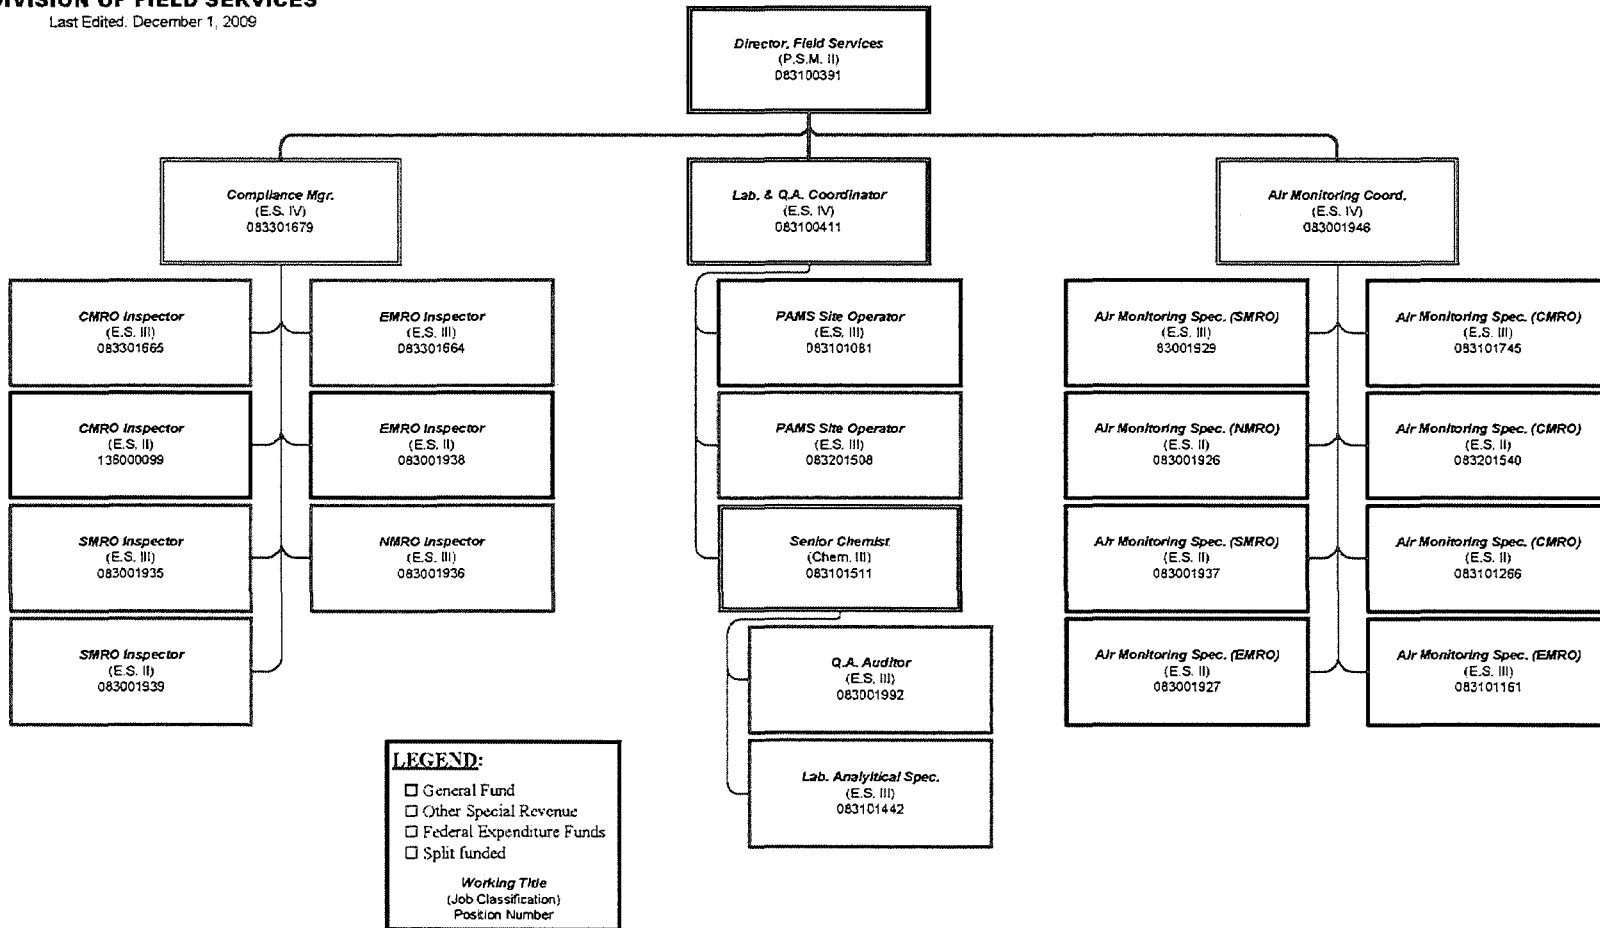 DIVISION OF FIELD SERVICES
Last Edited: December 1, 2009
Director, Field Services
(P.S.M. II)
083100391
Compliance Mgr.
(E.S. IV)
083301679
Lab. & Q.A. Coordinator
(E.S. IV)
083100411
Air Monitoring Coord.
(E.S. IV)
083001946
CMRO Inspector
(E.S. III)
083301665
EMRO Inspector
(E.S. III)
083301664
CMRO Inspector
(E.S. II)
136000099
EMRO Inspector
(E.S. II)
083001938
SMRO Inspector
(E.S. III)
083001935
NMRO Inspector
(E.S. III)
083001936
SMRO Inspector
(E.S. II)
083001939
PAMS Site Operator
(E.S. III)
083101081
PAMS Site Operator
(E.S. III)
083201508
Senior Chemist
(Chem. III)
083101511
Q.A. Auditor
(E.S. III)
083001992
Lab. Analyitical Spec.
(E.S. III)
083101442
Air Monitoring Spec. (SMRO)
(E.S. III)
83001929
Air Monitoring Spec. (CMRO)
(E.S. III)
083101745
Air Monitoring Spec. (NMRO)
(E.S. II)
083001926
Air Monitoring Spec. (CMRO)
(E.S. II)
083201540
Air Monitoring Spec. (SMRO)
(E.S. II)
083001937
Air Monitoring Spec. (CMRO)
(E.S. II)
083101266
Air Monitoring Spec. (EMRO)
(E.S. II)
083001927
Air Monitoring Spec. (EMRO)
(E.S. III)
083101161
LEGEND:
General Fund
Other Special Revenue
Federal Expenditure Funds
Split funded
Working Title
(Job Classification)
Position Number